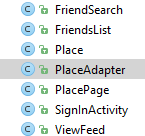 FriendSearch
FriendsList
Place
PlaceAdapter
PlacePage
SignInActivity
ViewFeed